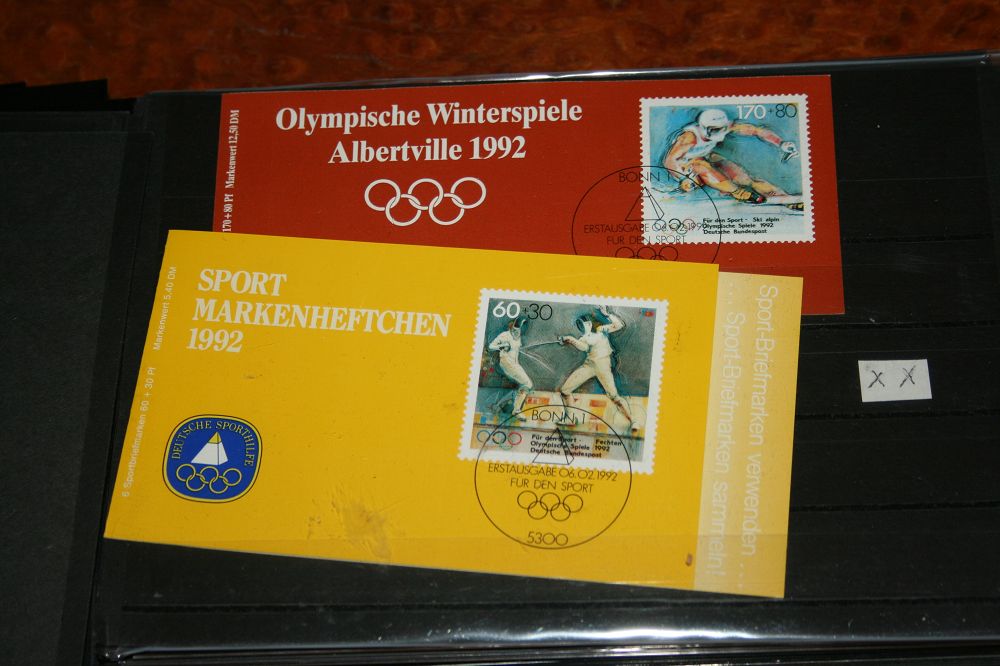 Olympische Winterspiele
Albertville 1992
170 + 80 Pf Markenwert 12,50 DM
170+80
Für den Sport - Ski alpin
Olympische Spiele 1992
Deutsche Bundespost
BONN 1
ERSTAUSGABE 06.02.1992
FÜR DEN SPORT
SPORT
MARKENHEFTCHEN
1992
6 Sportbriefmarken 60 + 30 Pf Markenwert 5,40 DM
DEUTSCHE SPORTHILFE
60+30
Für den Sport - Fechten
Olympische Spiele 1992
Deutsche Bundespost
BONN 1
ERSTAUSGABE 06.02.1992
FÜR DEN SPORT
5300
Sport-Briefmarken verwenden ...
... Sport-Briefmarken sammeln!
X X